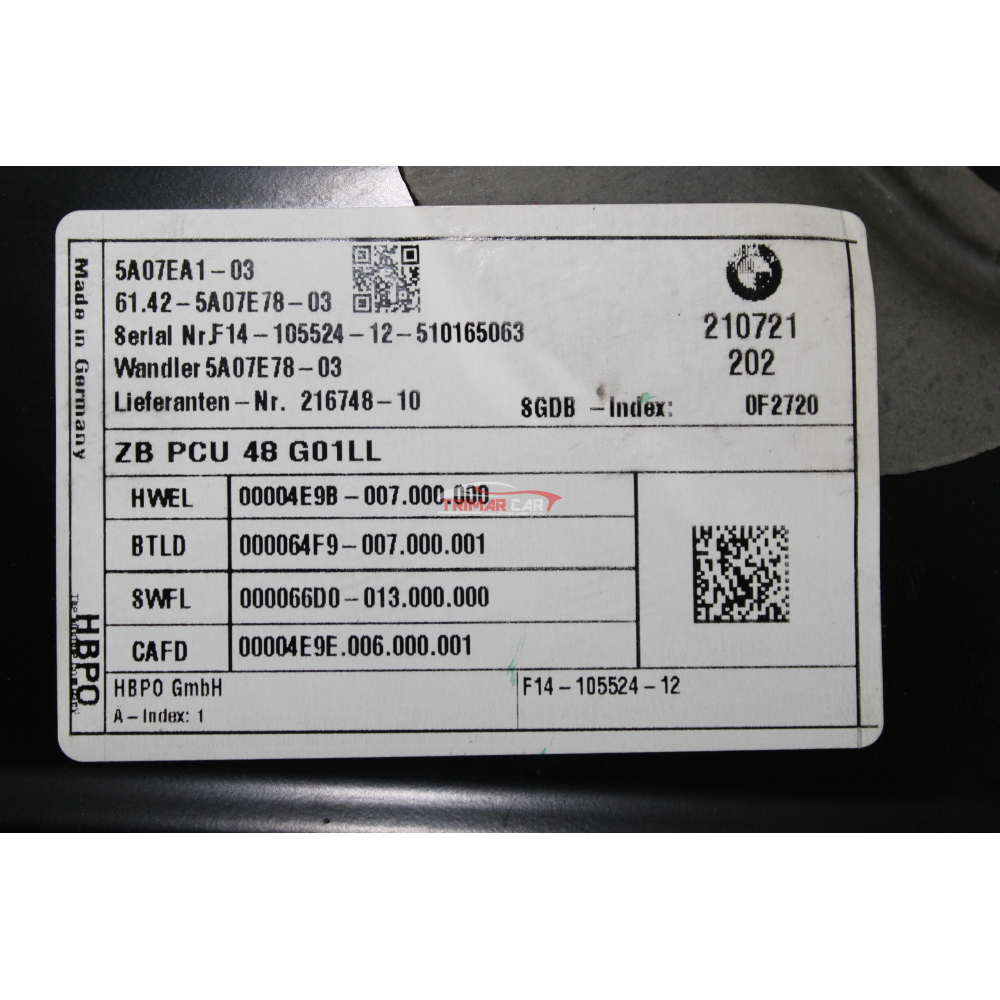 Made in Germany
5A07EA1-03
61.42-5A07E78-03
Serial Nr.F14-105524-12-510165063
Wandler 5A07E78-03
Lieferanten-Nr. 216748-10
210721
202
SGDB -Index: 0F2720
ZB PCU 48 G01LL
HWEL 00004E9B-007.000.000
BTLD 000064F9-007.000.001
SWFL 000066D0-013.000.000
CAFD 00004E9E.006.000.001
TRIMAR CAR
HBPO
HBPO GmbH
F14-105524-12
A-Index: 1